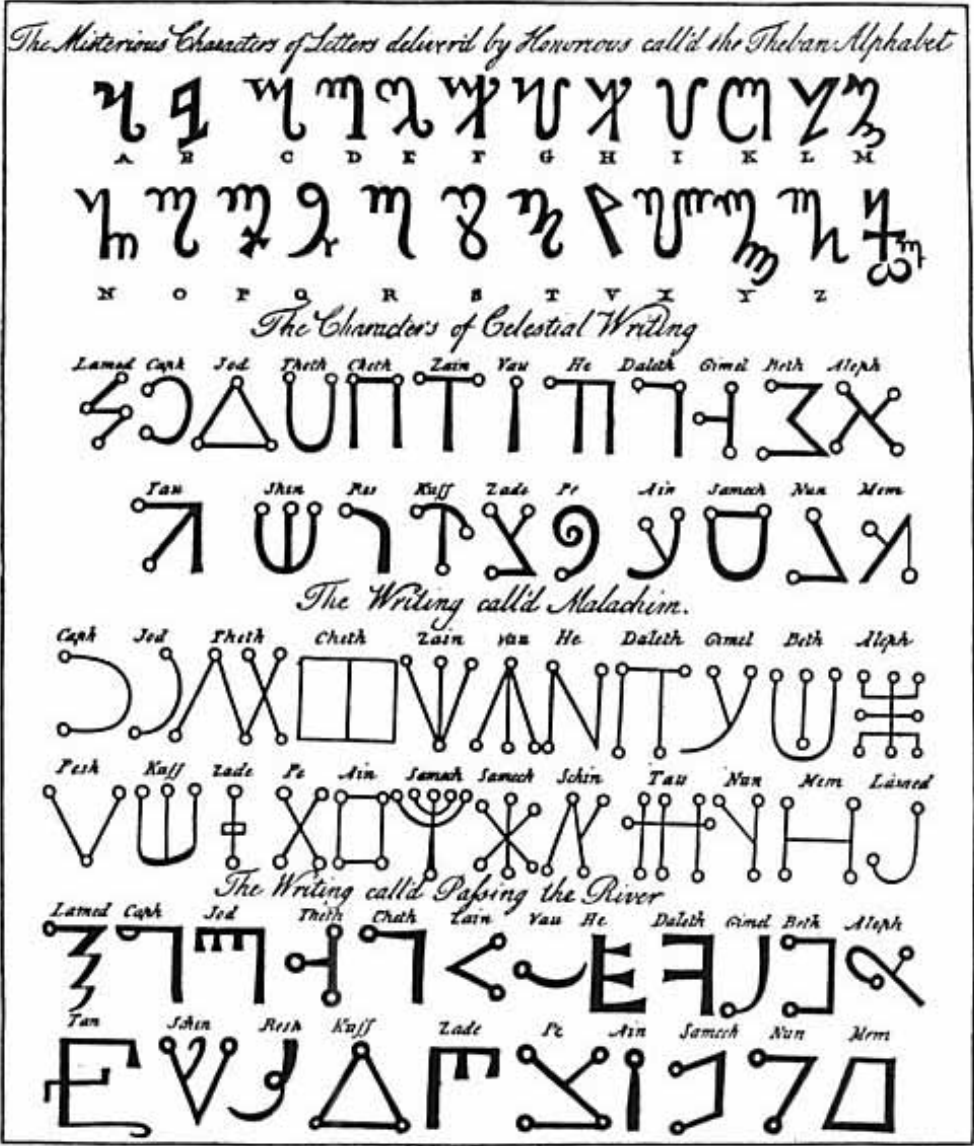 The Misterious Characters of Letters deliver'd by Honorious call'd the Theban Alphabet
A B C D E F G H I K L M
N O P Q R S T V X Y Z
The Characters of Celestial Writing
Lamed Caph Jod Theth Cheth Zain Vau He Daleth Gimel Beth Aleph
Tau Shin Res Kuff Zade Pe Ain Samech Nun Mem
The Writing call'd Malachim.
Caph Jod Theth Cheth Zain Vau He Daleth Gimel Beth Aleph
Resh Kuff Zade Pe Ain Samech Samech Schin Tau Nun Mem Lamed
The Writing call'd Passing the River
Lamed Caph Jod Theth Cheth Zain Vau He Daleth Gimel Beth Aleph
Tau Schin Resh Kuff Zade Pe Ain Samech Nun Mem